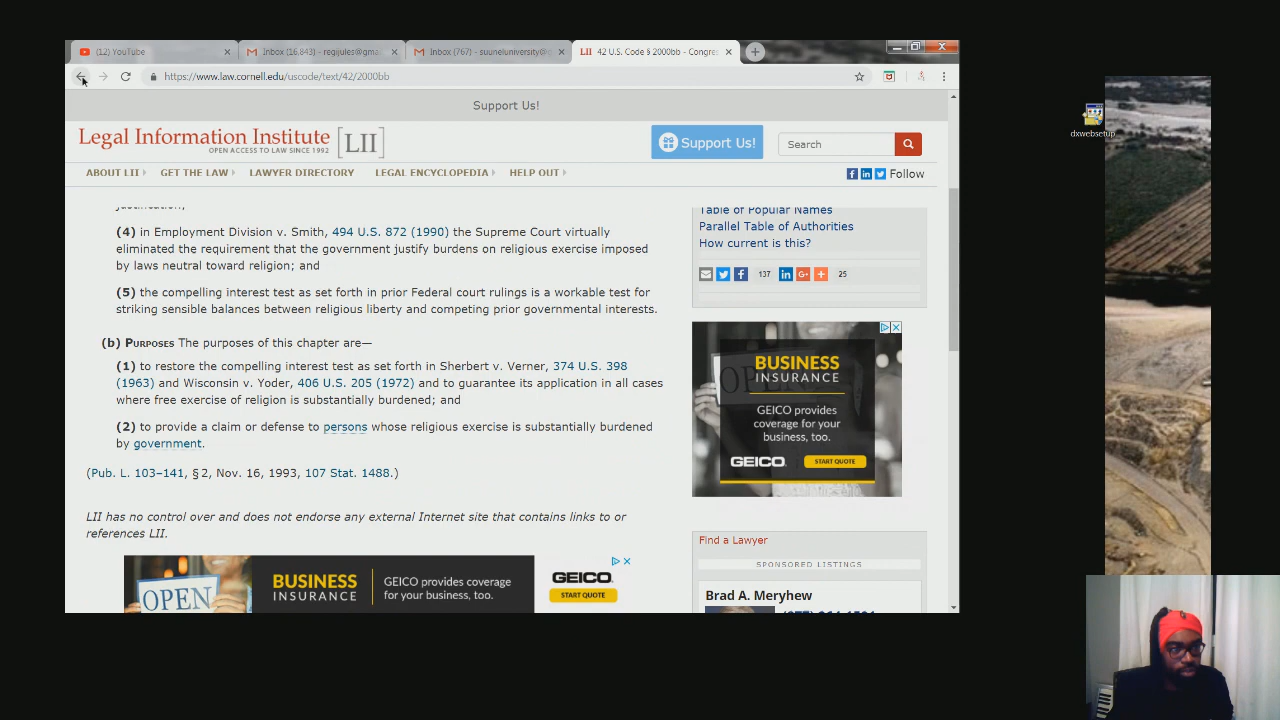 (12) YouTube
Inbox (16,843) - regijules@gma
Inbox (767) - suuneluniversity@
LII 42 U.S. Code § 2000bb - Congres
https://www.law.cornell.edu/uscode/text/42/2000bb
Support Us!
Legal Information Institute [LII]
OPEN ACCESS TO LAW SINCE 1992
Support Us!
Search
ABOUT LII
GET THE LAW
LAWYER DIRECTORY
LEGAL ENCYCLOPEDIA
HELP OUT
Follow
justification;
(4) in Employment Division v. Smith, 494 U.S. 872 (1990) the Supreme Court virtually
eliminated the requirement that the government justify burdens on religious exercise imposed
by laws neutral toward religion; and
(5) the compelling interest test as set forth in prior Federal court rulings is a workable test for
striking sensible balances between religious liberty and competing prior governmental interests.
(b) PURPOSES The purposes of this chapter are—
(1) to restore the compelling interest test as set forth in Sherbert v. Verner, 374 U.S. 398
(1963) and Wisconsin v. Yoder, 406 U.S. 205 (1972) and to guarantee its application in all cases
where free exercise of religion is substantially burdened; and
(2) to provide a claim or defense to persons whose religious exercise is substantially burdened
by government.
(Pub. L. 103–141, § 2, Nov. 16, 1993, 107 Stat. 1488.)
LII has no control over and does not endorse any external Internet site that contains links to or
references LII.
OPEN
BUSINESS
INSURANCE
GEICO provides coverage
for your business, too.
GEICO
START QUOTE
Table of Popular Names
Parallel Table of Authorities
How current is this?
137
25
OPEN
BUSINESS
INSURANCE
GEICO provides
coverage for your
business, too.
GEICO
START QUOTE
Find a Lawyer
SPONSORED LISTINGS
Brad A. Meryhew
dxwebsetup